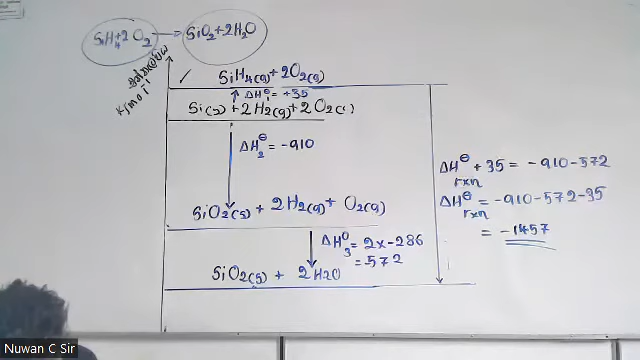 SiH4+2O2 — SiO2+2H2O
kJmol-1
SiH4(g)+2O2(g)
↑ ΔH1θ = +35
Si(s)+2H2(g)+2O2(g)
ΔH2θ = -910
SiO2(s) + 2H2(g)+ O2(g)
ΔH3θ = 2x-286
=572
SiO2(s) + 2H2O
ΔHθrxn + 35 = -910-572
ΔHθrxn = -910-572-35
= -1457
Nuwan C Sir